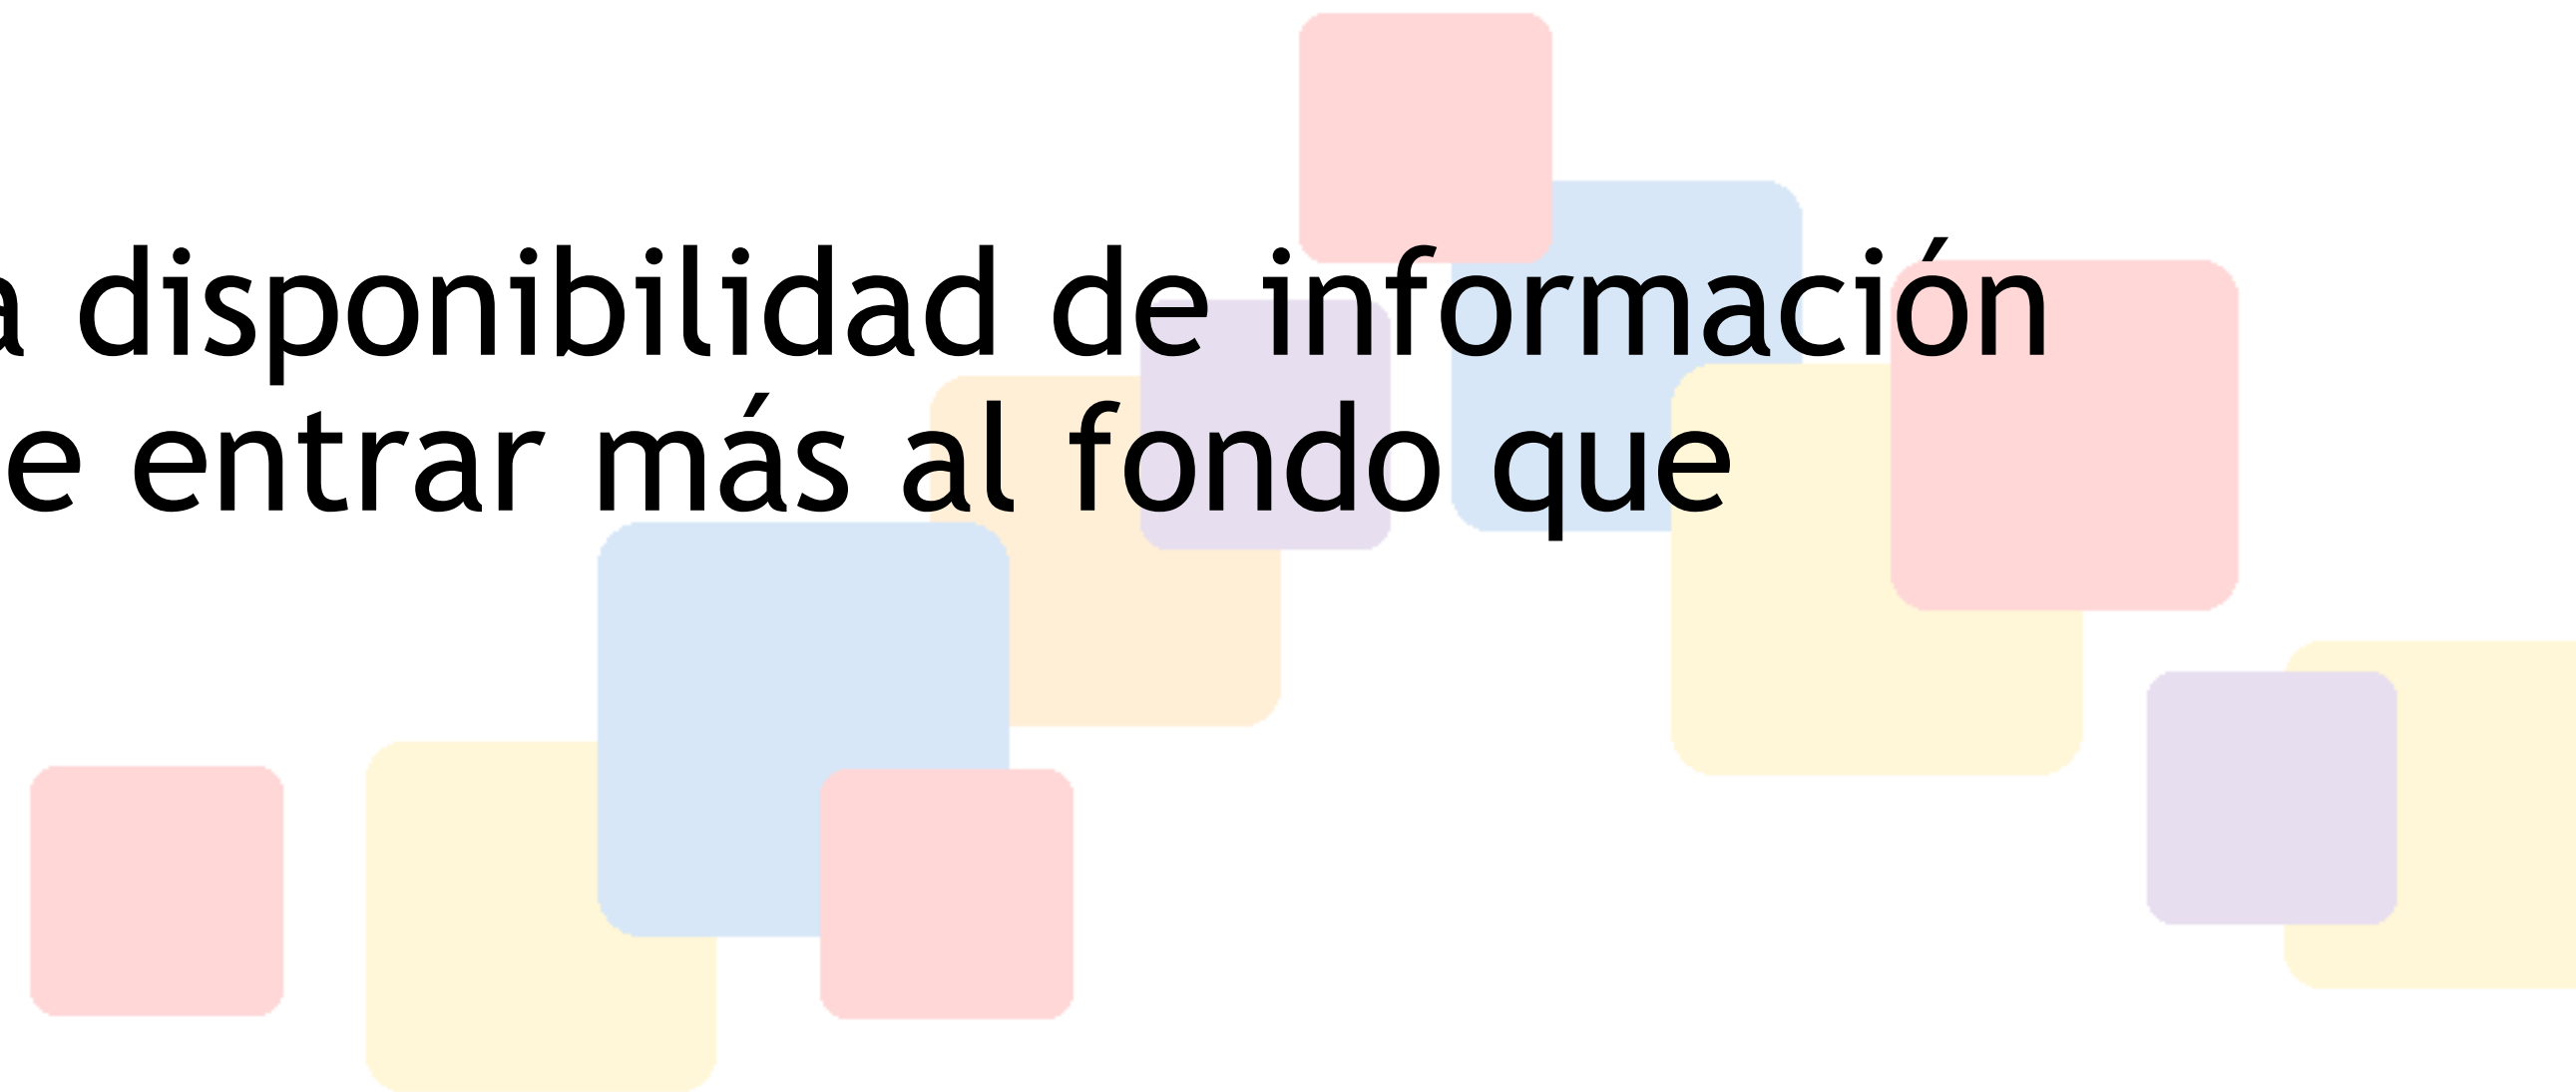 a disponibilidad de información
e entrar más al fondo que